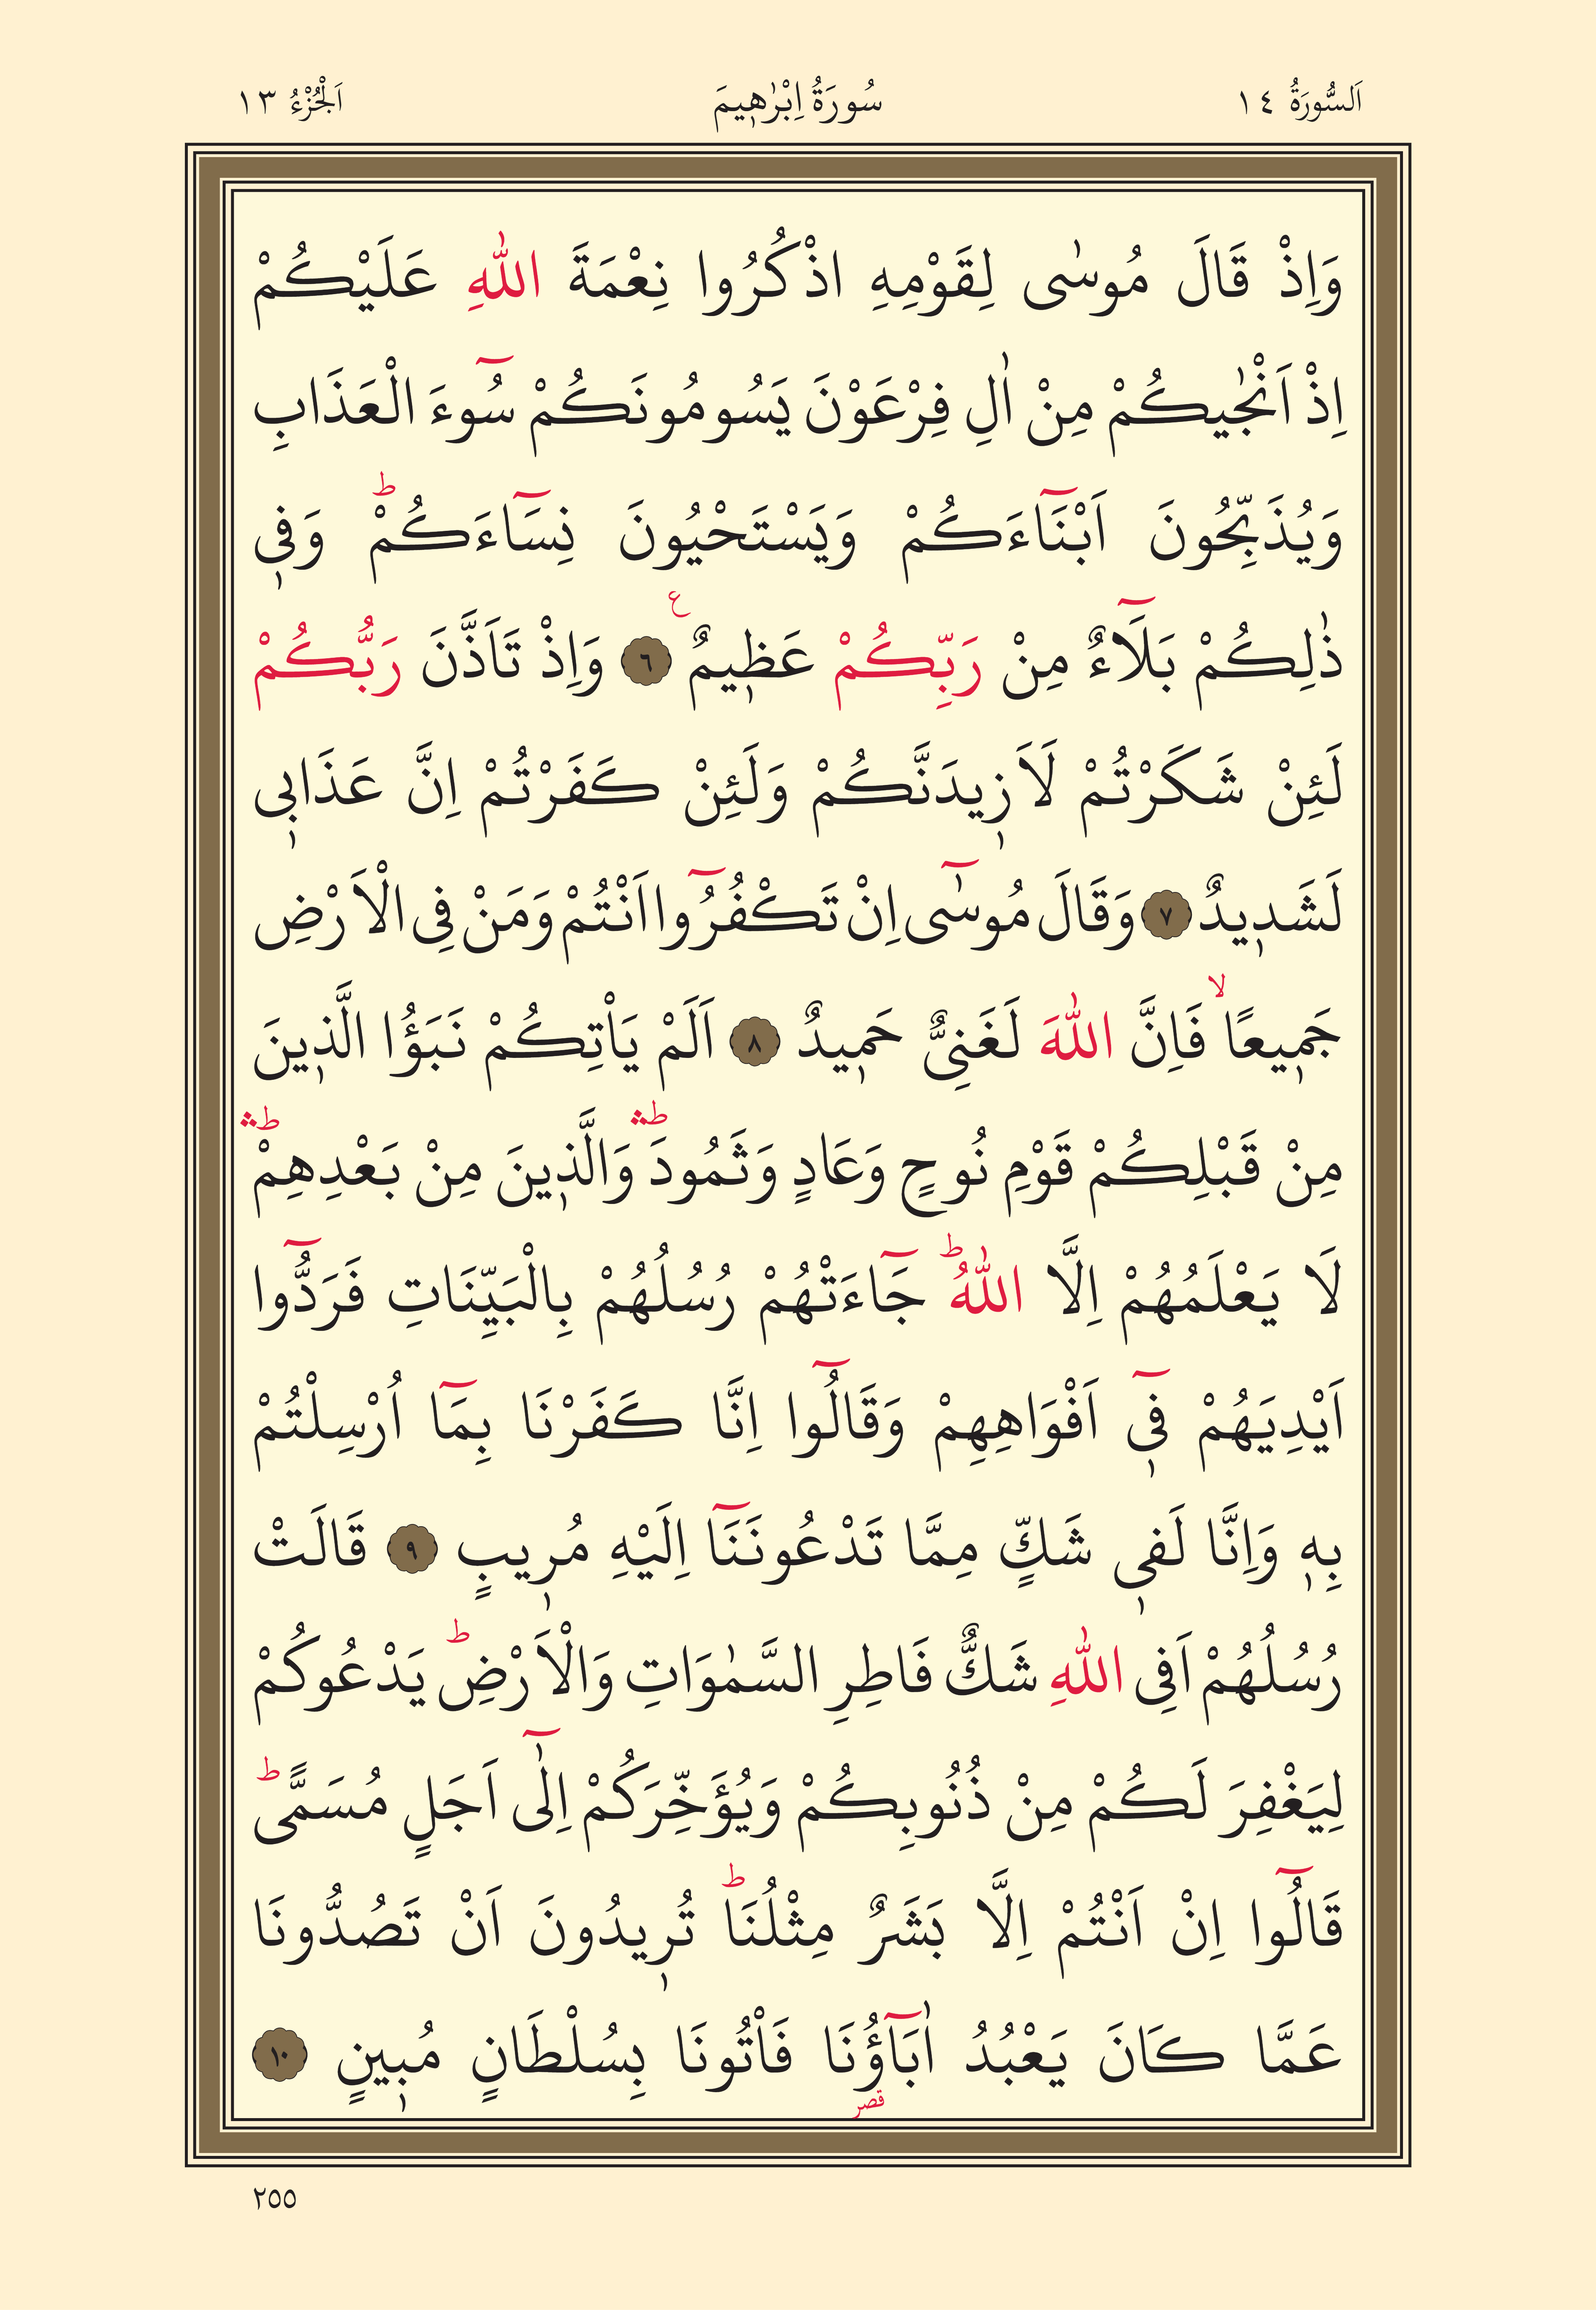 اَلسُّورَةُ ١٤ سُورَةُ اِبْرٰه۪يمَ اَلْجُزْءُ ١٣
وَاِذْ قَالَ مُوسٰى لِقَوْمِهِ اذْكُرُوا نِعْمَةَ اللّٰهِ عَلَيْكُمْ
اِذْ اَنْجٰيكُمْ مِنْ اٰلِ فِرْعَوْنَ يَسُومُونَكُمْ سُٓوءَ الْعَذَابِ
وَيُذَبِّحُونَ اَبْنَٓاءَكُمْ وَيَسْتَحْيُونَ نِسَٓاءَكُمْۜ وَف۪ي
ذٰلِكُمْ بَلَٓاءٌ مِنْ رَبِّكُمْ عَظ۪يمٌ ع ٦ وَاِذْ تَاَذَّنَ رَبُّكُمْ
لَئِنْ شَكَرْتُمْ لَاَز۪يدَنَّكُمْ وَلَئِنْ كَفَرْتُمْ اِنَّ عَذَاب۪ي
لَشَد۪يدٌ ٧ وَقَالَ مُوسٰٓى اِنْ تَكْفُرُٓوا اَنْتُمْ وَمَنْ فِي الْاَرْضِ
جَم۪يعًاۙ فَاِنَّ اللّٰهَ لَغَنِيٌّ حَم۪يدٌ ٨ اَلَمْ يَاْتِكُمْ نَبَؤُا الَّذ۪ينَ
مِنْ قَبْلِكُمْ قَوْمِ نُوحٍ وَعَادٍ وَثَمُودَۜۛ وَالَّذ۪ينَ مِنْ بَعْدِهِمْۜۛ
لَا يَعْلَمُهُمْ اِلَّا اللّٰهُۜ جَٓاءَتْهُمْ رُسُلُهُمْ بِالْبَيِّنَاتِ فَرَدُّٓوا
اَيْدِيَهُمْ ف۪ٓي اَفْوَاهِهِمْ وَقَالُٓوا اِنَّا كَفَرْنَا بِمَٓا اُرْسِلْتُمْ
بِه۪ وَاِنَّا لَف۪ي شَكٍّ مِمَّا تَدْعُونَنَٓا اِلَيْهِ مُر۪يبٍ ٩ قَالَتْ
رُسُلُهُمْ اَفِي اللّٰهِ شَكٌّ فَاطِرِ السَّمٰوَاتِ وَالْاَرْضِۜ يَدْعُوكُمْ
لِيَغْفِرَ لَكُمْ مِنْ ذُنُوبِكُمْ وَيُؤَخِّرَكُمْ اِلٰٓى اَجَلٍ مُسَمًّىۜ
قَالُٓوا اِنْ اَنْتُمْ اِلَّا بَشَرٌ مِثْلُنَاۜ تُر۪يدُونَ اَنْ تَصُدُّونَا
عَمَّا كَانَ يَعْبُدُ اٰبَٓاؤُنَا فَاْتُونَا بِسُلْطَانٍ مُب۪ينٍ ١٠
قصر
٢٥٥